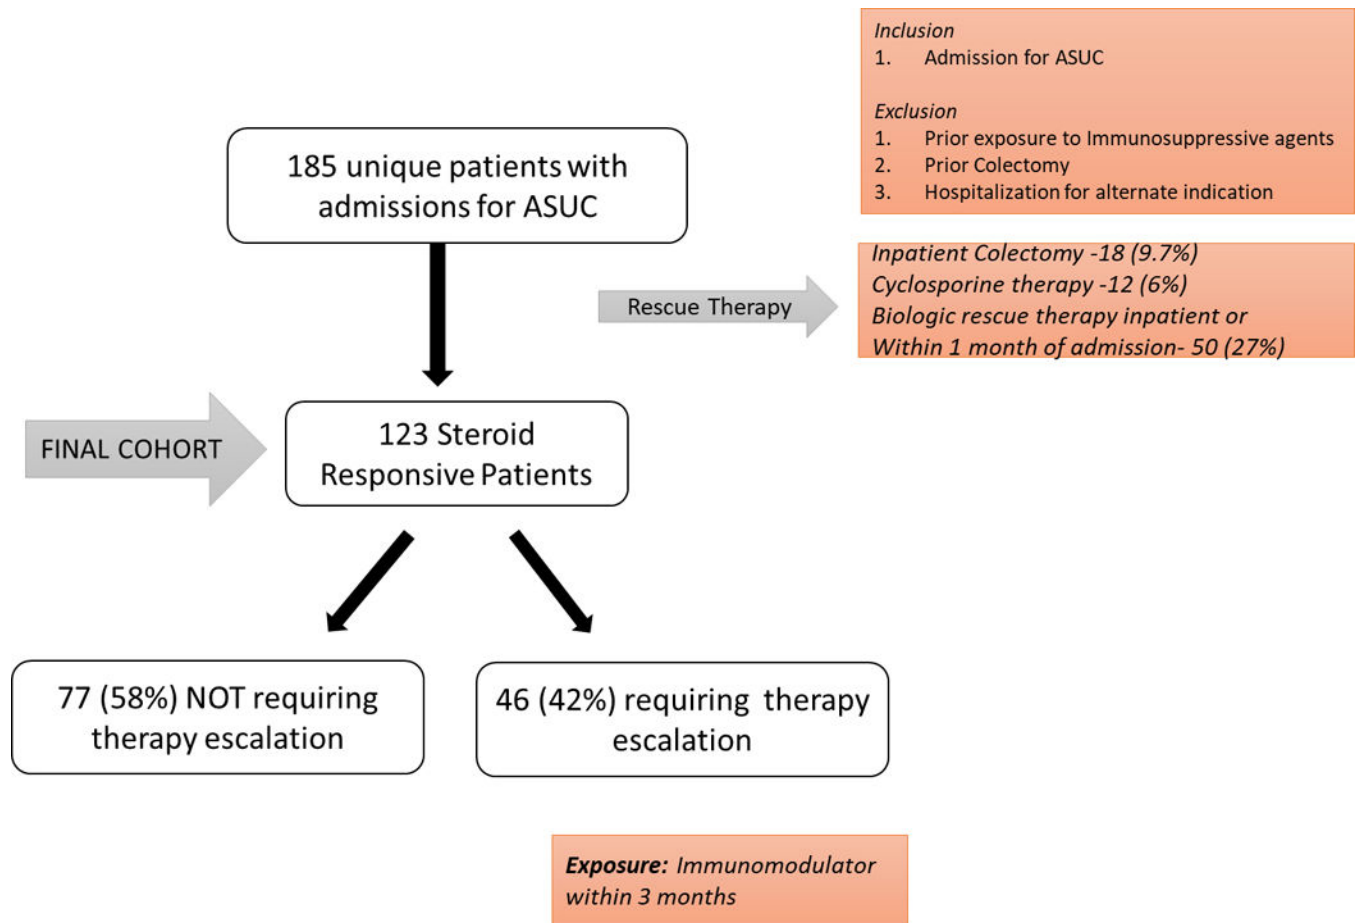 Inclusion
1. Admission for ASUC
Exclusion
1. Prior exposure to Immunosuppressive agents
2. Prior Colectomy
3. Hospitalization for alternate indication
185 unique patients with
admissions for ASUC
Rescue Therapy
Inpatient Colectomy -18 (9.7%)
Cyclosporine therapy -12 (6%)
Biologic rescue therapy inpatient or
Within 1 month of admission- 50 (27%)
FINAL COHORT
123 Steroid
Responsive Patients
77 (58%) NOT requiring
therapy escalation
46 (42%) requiring therapy
escalation
Exposure: Immunomodulator
within 3 months